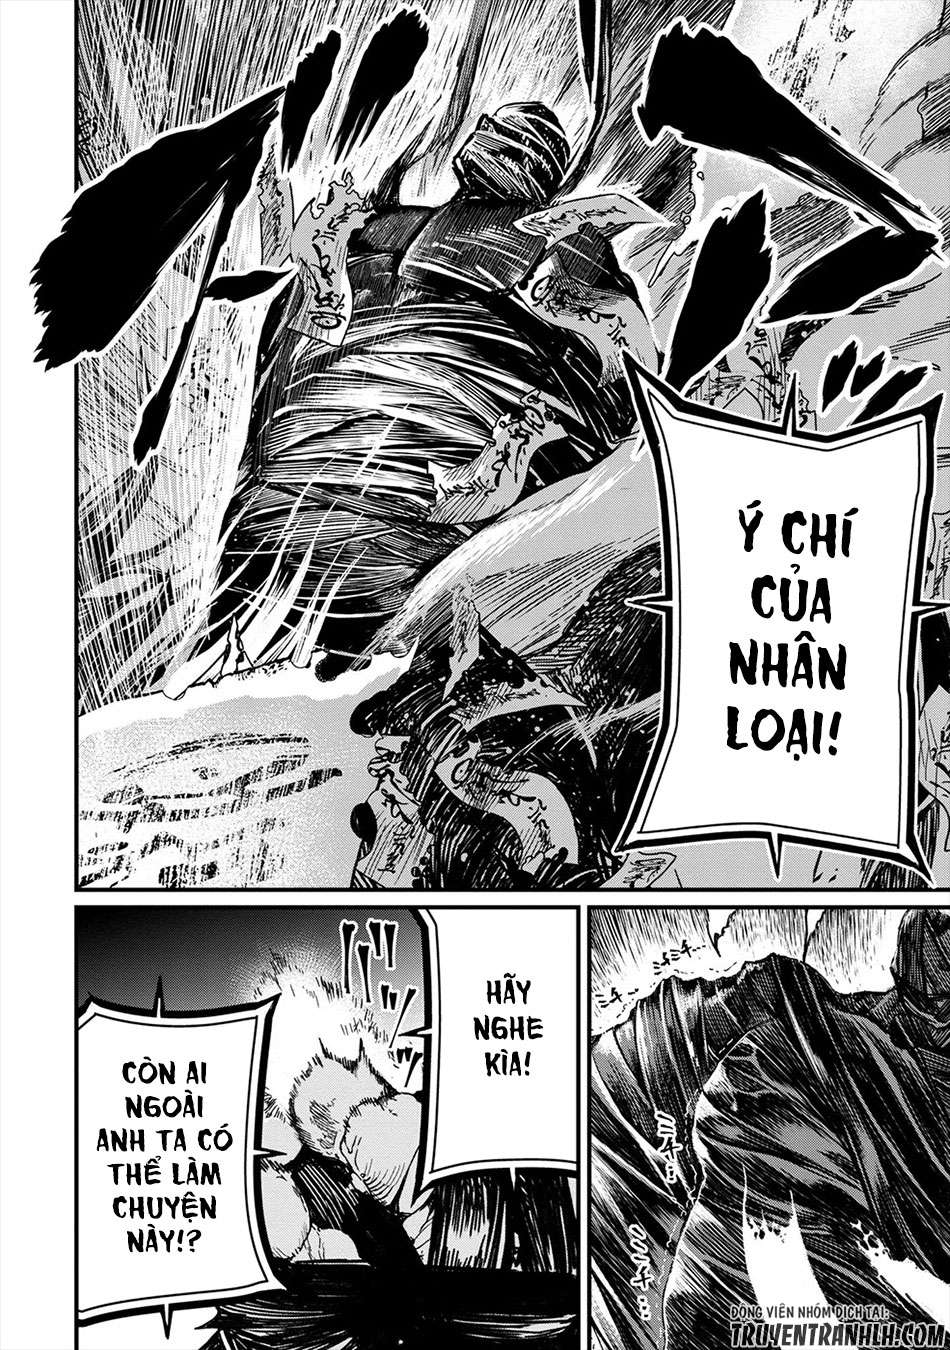 Ý CHÍ
CỦA
NHÂN
LOẠI!
HÃY
NGHE
KÌA!
CÒN AI
NGOÀI
ANH TA CÓ
THỂ LÀM
CHUYỆN
NÀY!?
ĐỘNG VIÊN NHÓM DỊCH TẠI:
TRUYENTRANHLH.COM